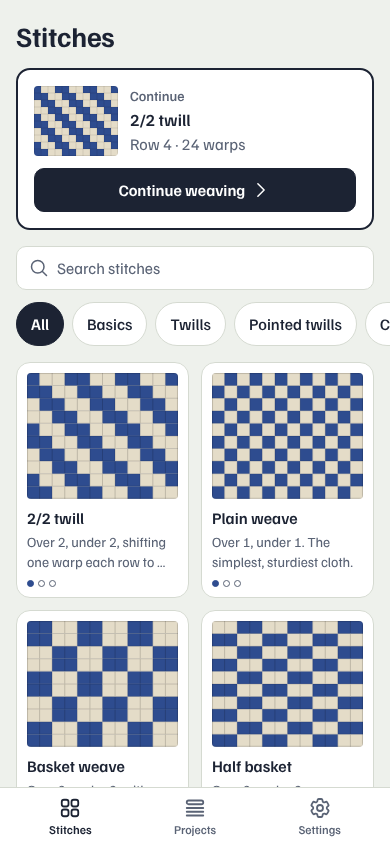 Stitches
Continue
2/2 twill
Row 4 · 24 warps
Continue weaving
Search stitches
All
Basics
Twills
Pointed twills
2/2 twill
Over 2, under 2, shifting
one warp each row to ...
Plain weave
Over 1, under 1. The
simplest, sturdiest cloth.
Basket weave
Half basket
Stitches
Projects
Settings